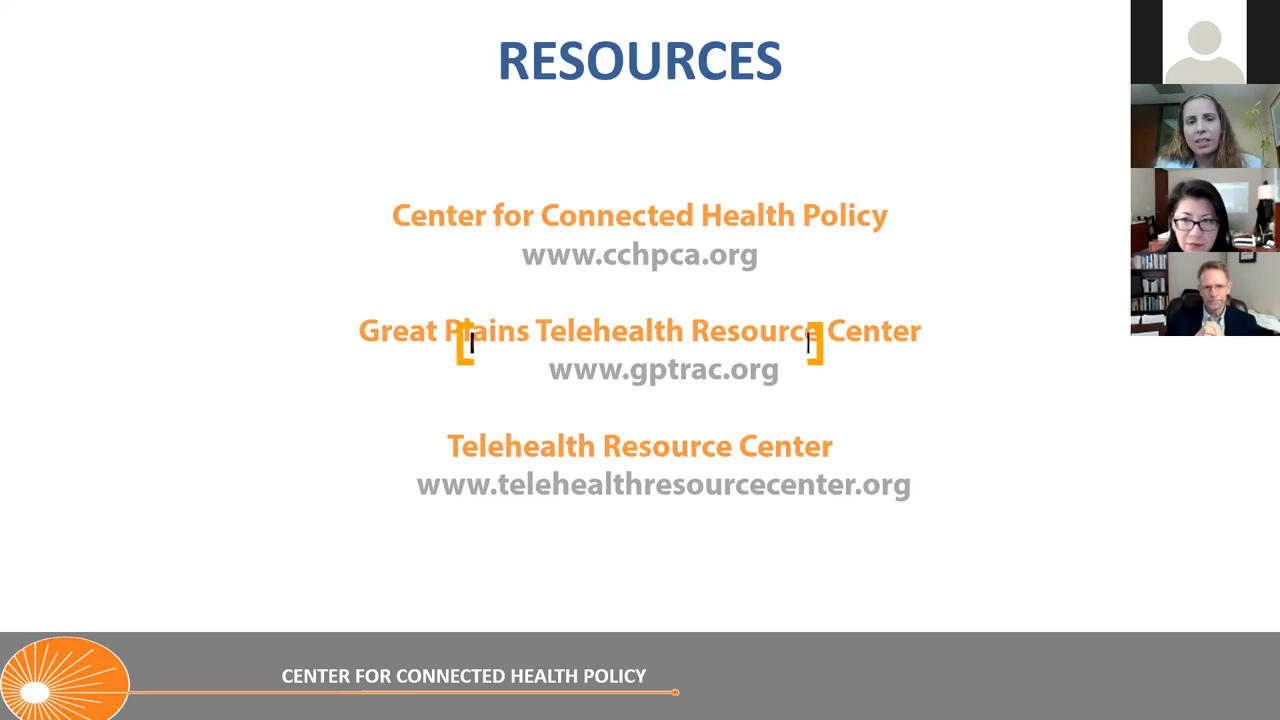 RESOURCES
Center for Connected Health Policy
www.cchpca.org
Great Plains Telehealth Resource Center
www.gptrac.org
Telehealth Resource Center
www.telehealthresourcecenter.org
CENTER FOR CONNECTED HEALTH POLICY